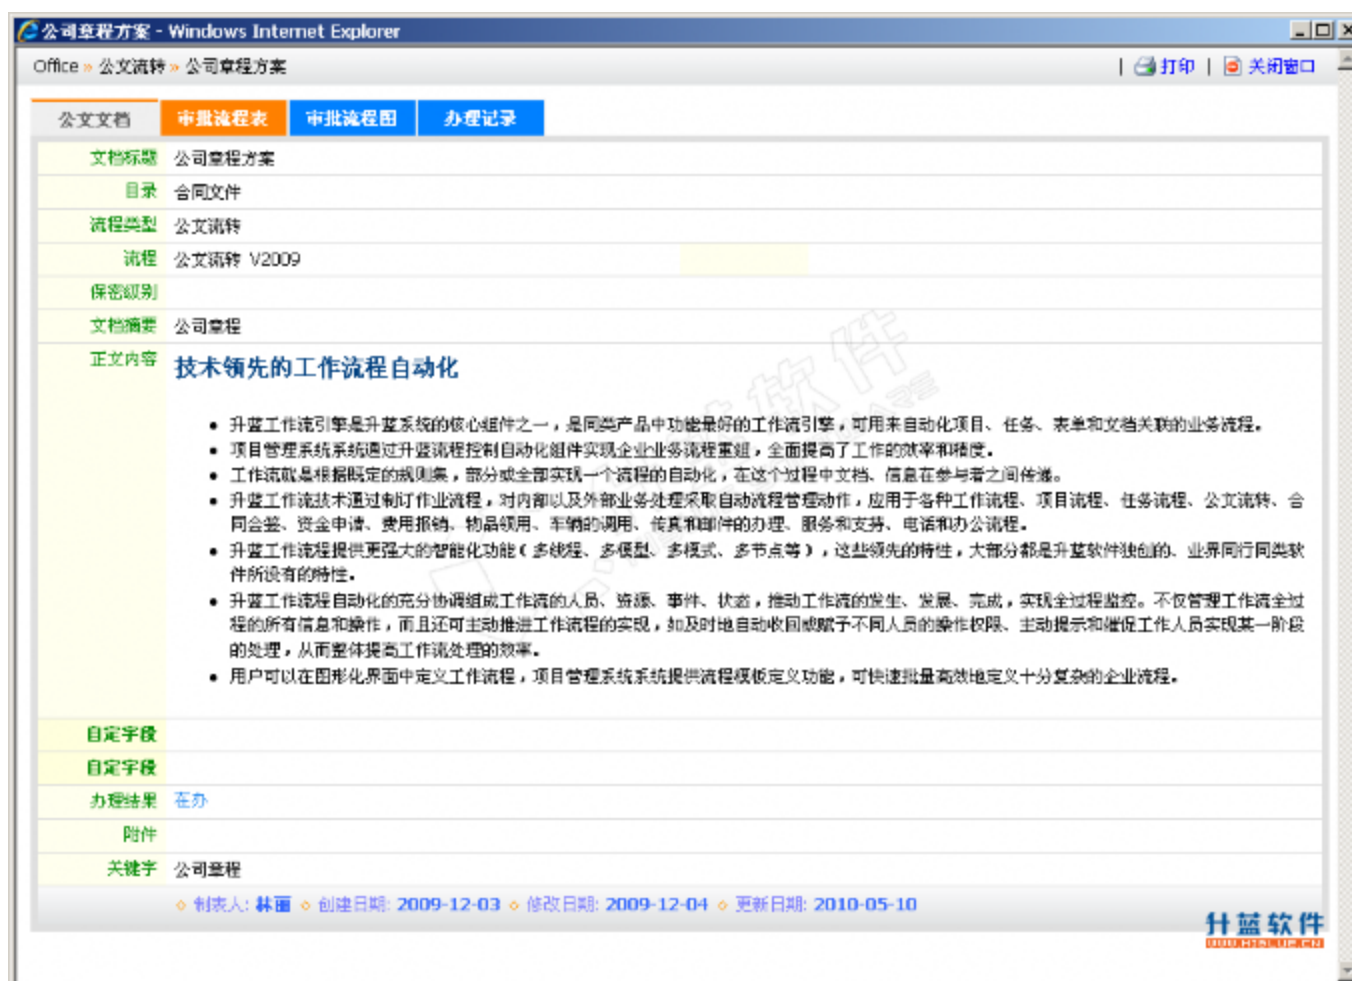 公司章程方案 - Windows Internet Explorer
Office » 公文流转 » 公司章程方案 | 打印 | 关闭窗口
公文文档 审批流程表 审批流程图 办理记录
文档标题 公司章程方案
目录 合同文件
流程类型 公文流转
流程 公文流转 V2009
保密级别
文档摘要 公司章程
正文内容 技术领先的工作流程自动化
• 升蓝工作流引擎是升蓝系统的核心组件之一，是同类产品中功能最好的工作流引擎，可用来自动化项目、任务、表单和文档关联的业务流程。
• 项目管理系统系统通过升蓝流程控制自动化组件实现企业业务流程重组，全面提高了工作的效率和精度。
• 工作流就是根据既定的规则集，部分或全部实现一个流程的自动化，在这个过程中文档、信息在参与者之间传递。
• 升蓝工作流技术通过制订作业流程，对内部以及外部业务处理采取自动流程管理动作，应用于各种工作流程、项目流程、任务流程、公文流转、合
同会签、资金申请、费用报销、物品领用、车辆的调用、传真和邮件的办理、服务和支持、电话和办公流程。
• 升蓝工作流程提供更强大的智能化功能（多线程、多模型、多模式、多节点等），这些领先的特性，大部分都是升蓝软件独创的、业界同行同类软
件所没有的特性。
• 升蓝工作流程自动化的充分协调组成工作流的人员、资源、事件、状态，推动工作流的发生、发展、完成，实现全过程监控。不仅管理工作流全过
程的所有信息和操作，而且还可主动推进工作流程的实现，如及时地自动收回或赋予不同人员的操作权限、主动提示和催促工作人员实现某一阶段
的处理，从而整体提高工作流处理的效率。
• 用户可以在图形化界面中定义工作流程，项目管理系统系统提供流程模板定义功能，可快速批量高效地定义十分复杂的企业流程。
自定字段
自定字段
办理结果 在办
附件
关键字 公司章程
制表人: 林丽 创建日期: 2009-12-03 修改日期: 2009-12-04 更新日期: 2010-05-10
升蓝软件